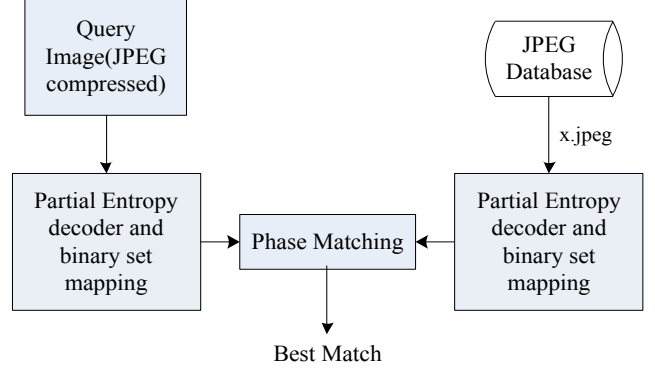 Query
Image(JPEG
compressed)
JPEG
Database
x.jpeg
Partial Entropy
decoder and
binary set
mapping
Phase Matching
Partial Entropy
decoder and
binary set
mapping
Best Match